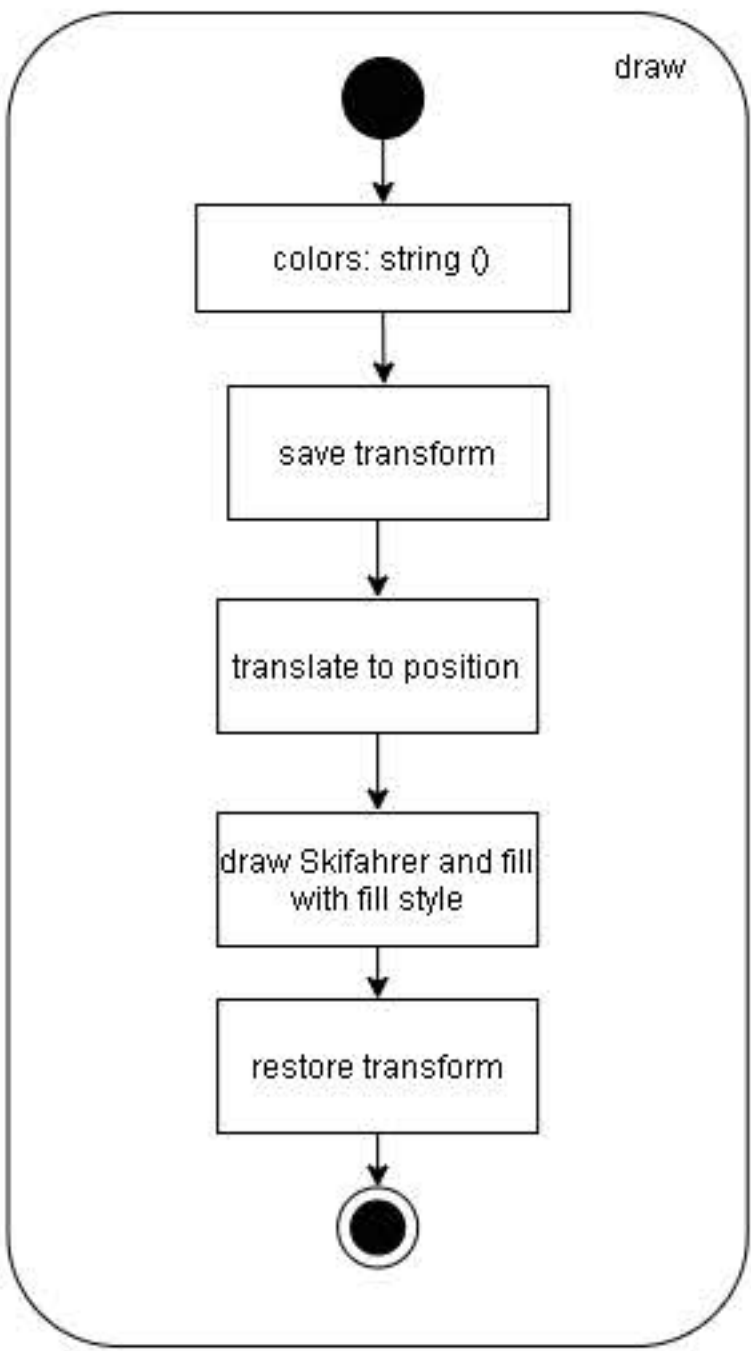 draw
colors: string ()
save transform
translate to position
draw Skifahrer and fill
with fill style
restore transform